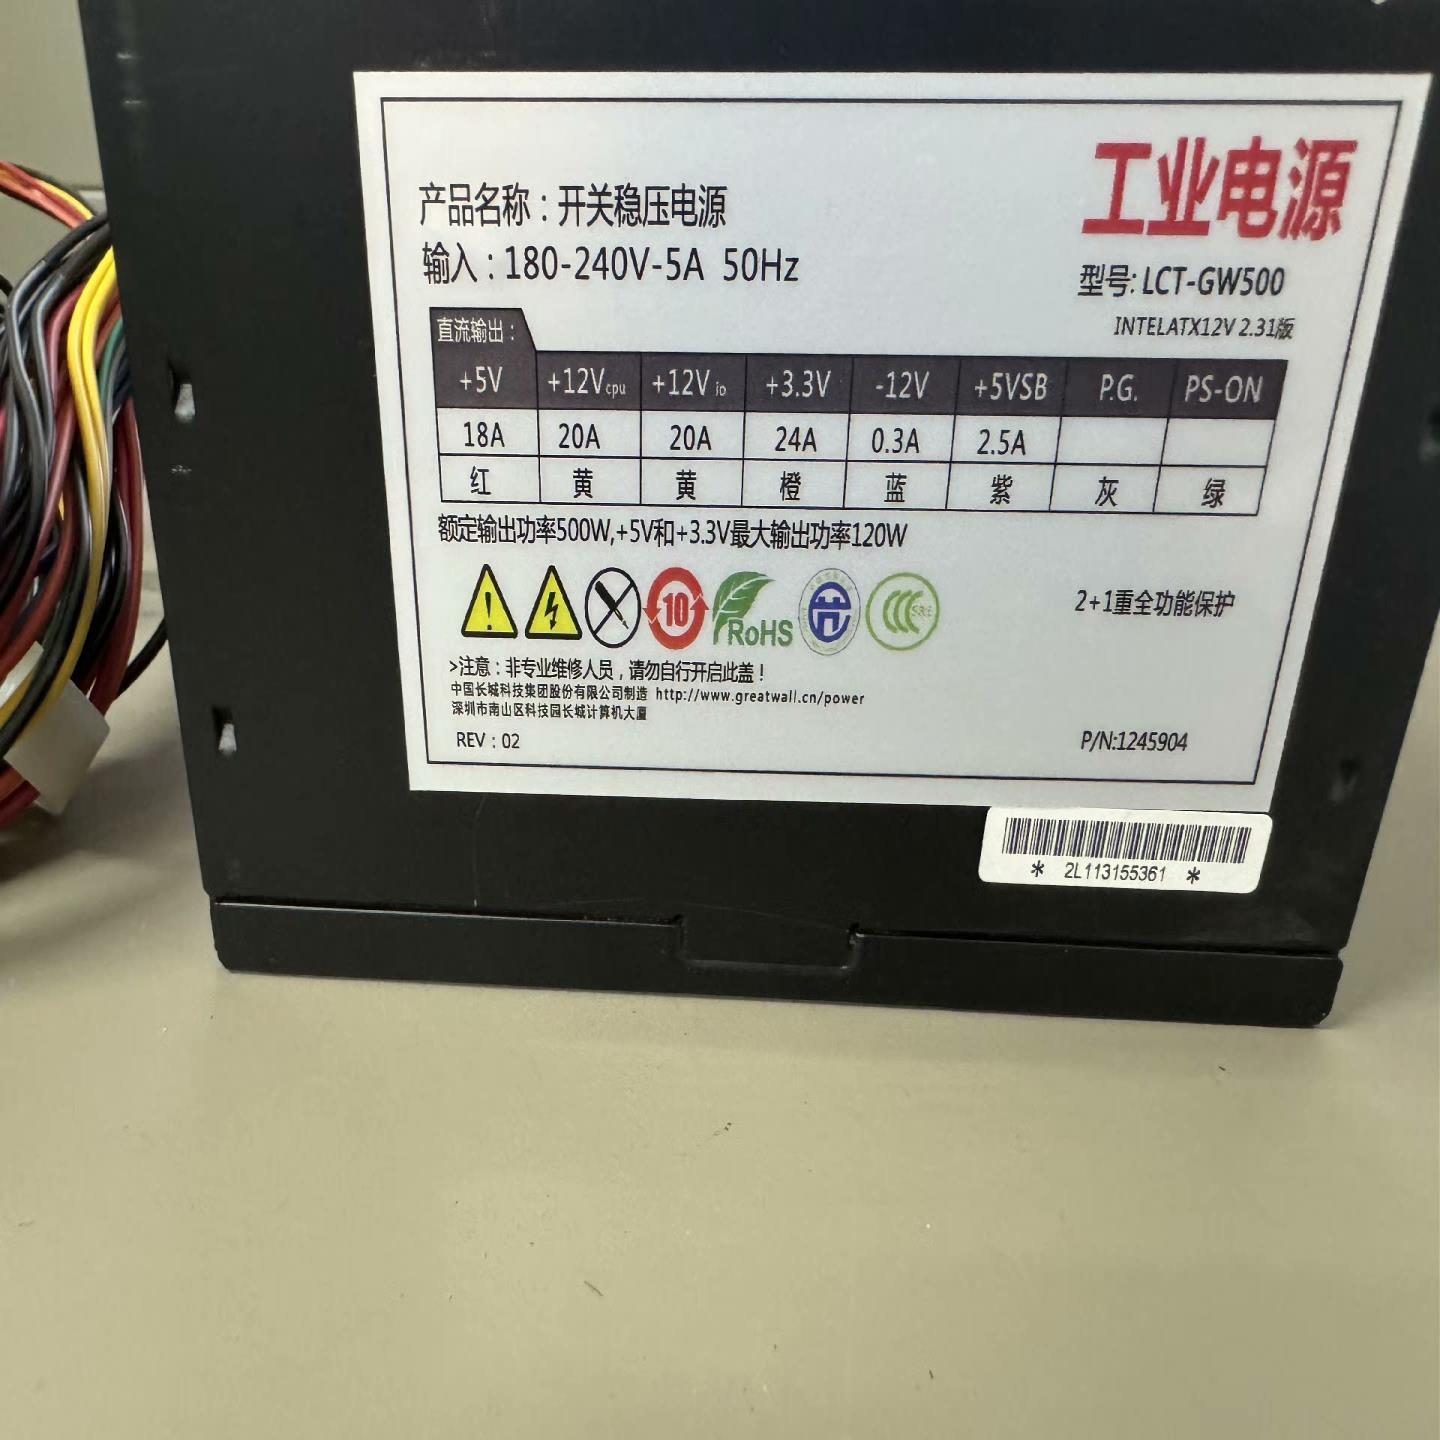 工业电源
产品名称：开关稳压电源
输入：180-240V-5A 50Hz
型号: LCT-GW500
INTELATX12V 2.31版
直流输出：
+5V +12Vcpu +12V io +3.3V -12V +5VSB P.G. PS-ON
18A 20A 20A 24A 0.3A 2.5A
红 黄 黄 橙 蓝 紫 灰 绿
额定输出功率500W,+5V和+3.3V最大输出功率120W
10
RoHS
2+1重全功能保护
>注意：非专业维修人员，请勿自行开启此盖！
中国长城科技集团股份有限公司制造 http://www.greatwall.cn/power
深圳市南山区科技园长城计算机大厦
REV：02
P/N:1245904
* 2L113155361 *